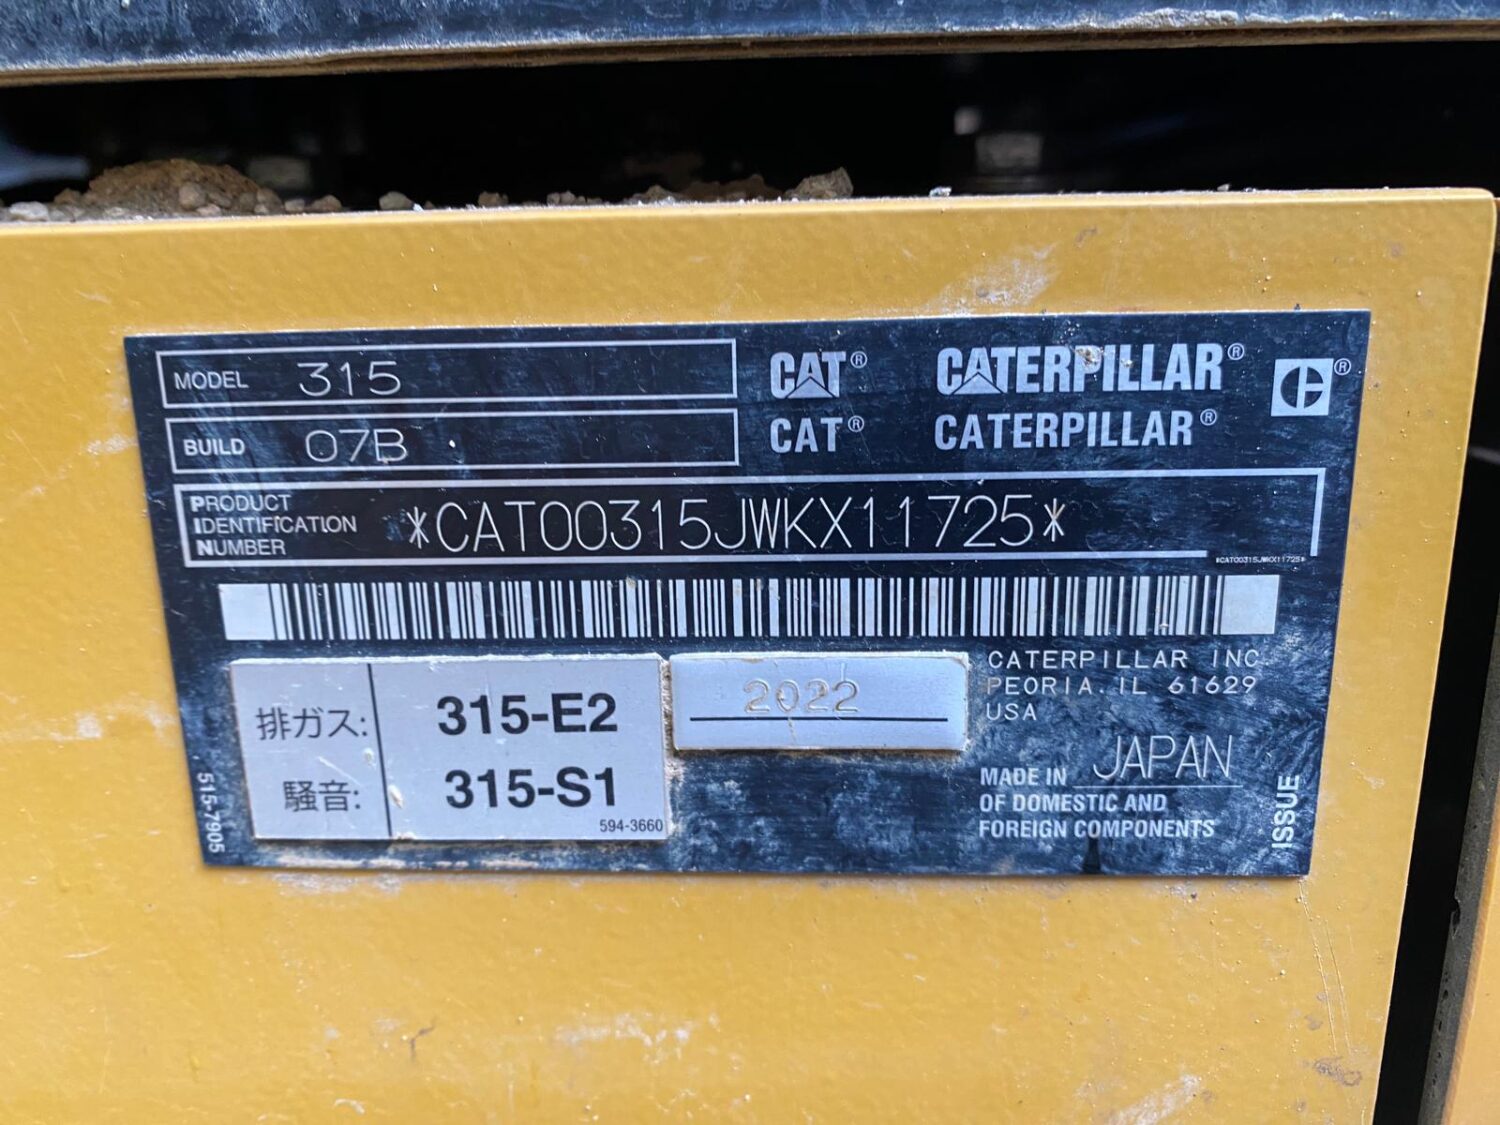 MODEL 315
BUILD 07B
CAT® CATERPILLAR® C®
CAT® CATERPILLAR®
PRODUCT
IDENTIFICATION
NUMBER
*CAT00315JWKX11725*
*CAT00315JWKX11725*
排ガス: 315-E2
騒音: 315-S1
594-3660
2022
CATERPILLAR INC
PEORIA, IL 61629
USA
MADE IN JAPAN
OF DOMESTIC AND
FOREIGN COMPONENTS
515-7905
ISSUE